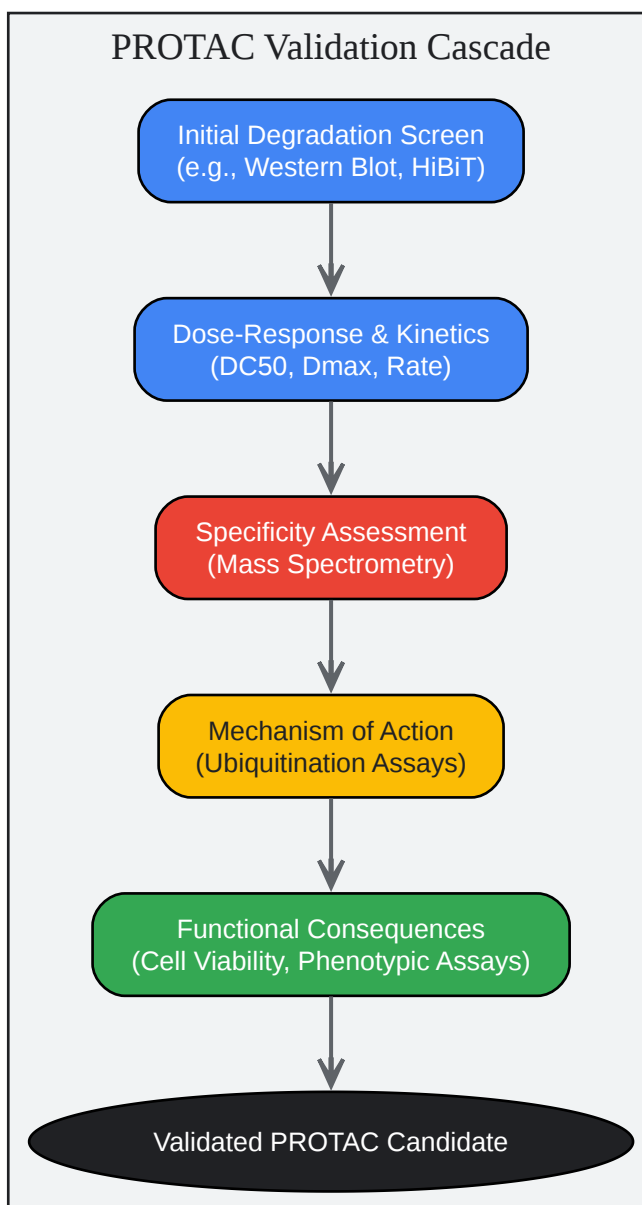 PROTAC Validation Cascade
Initial Degradation Screen
(e.g., Western Blot, HiBiT)
Dose-Response & Kinetics
(DC50, Dmax, Rate)
Specificity Assessment
(Mass Spectrometry)
Mechanism of Action
(Ubiquitination Assays)
Functional Consequences
(Cell Viability, Phenotypic Assays)
Validated PROTAC Candidate